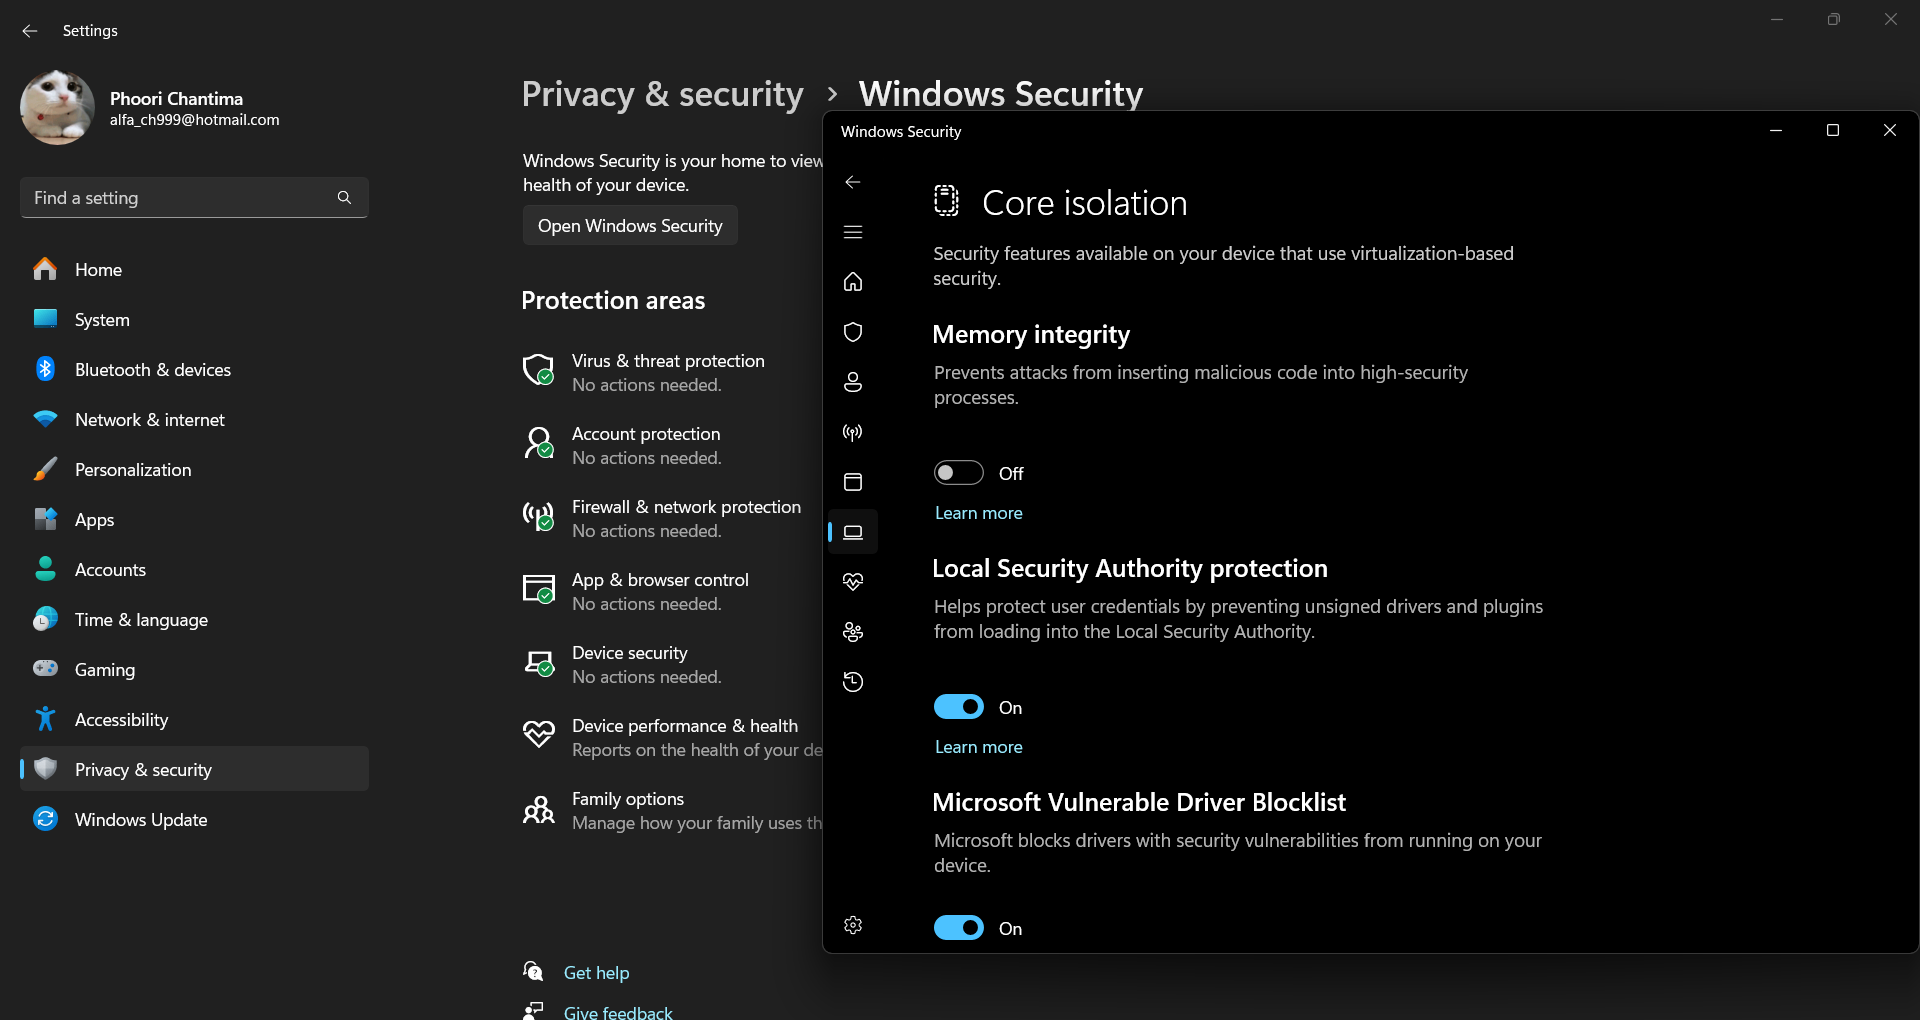 Settings
Phoori Chantima
alfa_ch999@hotmail.com
Find a setting
Home
System
Bluetooth & devices
Network & internet
Personalization
Apps
Accounts
Time & language
Gaming
Accessibility
Privacy & security
Windows Update
Privacy & security > Windows Security
Windows Security is your home to view
health of your device.
Open Windows Security
Protection areas
Virus & threat protection
No actions needed.
Account protection
No actions needed.
Firewall & network protection
No actions needed.
App & browser control
No actions needed.
Device security
No actions needed.
Device performance & health
Reports on the health of your de
Family options
Manage how your family uses th
Get help
Give feedback
Windows Security
Core isolation
Security features available on your device that use virtualization-based
security.
Memory integrity
Prevents attacks from inserting malicious code into high-security
processes.
Off
Learn more
Local Security Authority protection
Helps protect user credentials by preventing unsigned drivers and plugins
from loading into the Local Security Authority.
On
Learn more
Microsoft Vulnerable Driver Blocklist
Microsoft blocks drivers with security vulnerabilities from running on your
device.
On